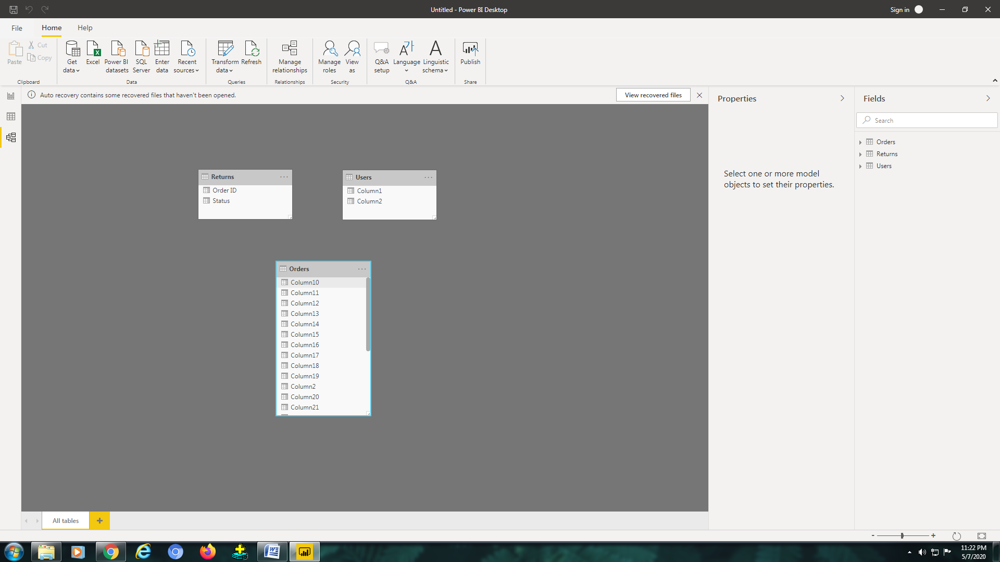 Untitled - Power BI Desktop
Sign in
File Home Help
Paste
Cut
Copy
Clipboard
Get data
Excel
Power BI datasets
SQL Server
Enter data
Recent sources
Data
Transform data
Refresh
Queries
Manage relationships
Relationships
Manage roles
View as
Security
Q&A setup
Language
Linguistic schema
Q&A
Publish
Share
Auto recovery contains some recovered files that haven't been opened.
View recovered files
Returns
Order ID
Status
Users
Column1
Column2
Orders
Column10
Column11
Column12
Column13
Column14
Column15
Column16
Column17
Column18
Column19
Column2
Column20
Column21
Properties
Select one or more model
objects to set their properties.
Fields
Search
Orders
Returns
Users
All tables
11:22 PM
5/7/2020